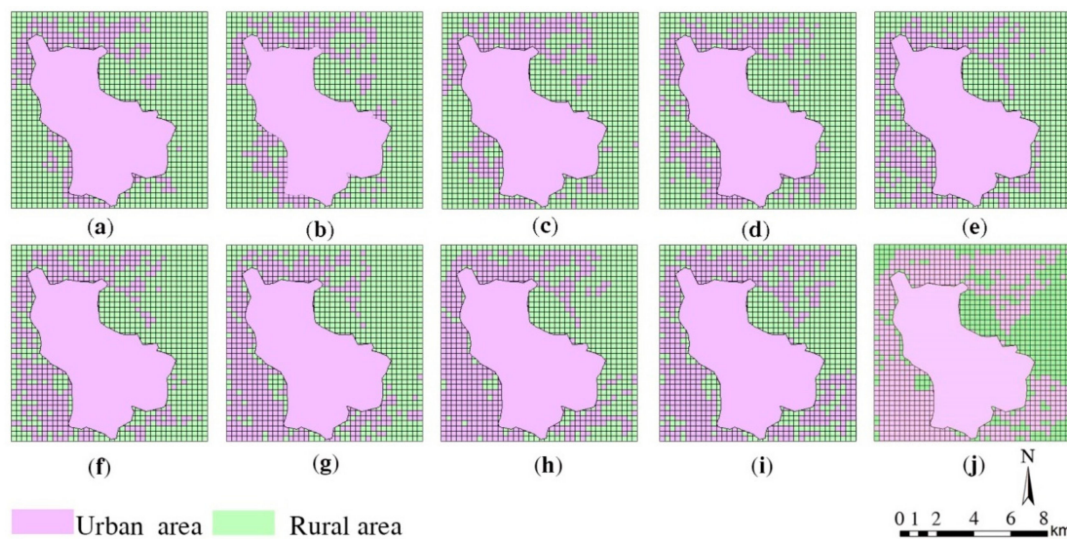 (a) (b) (c) (d) (e)
(f) (g) (h) (i) (j)
N
Urban area Rural area
0 1 2 4 6 8 km